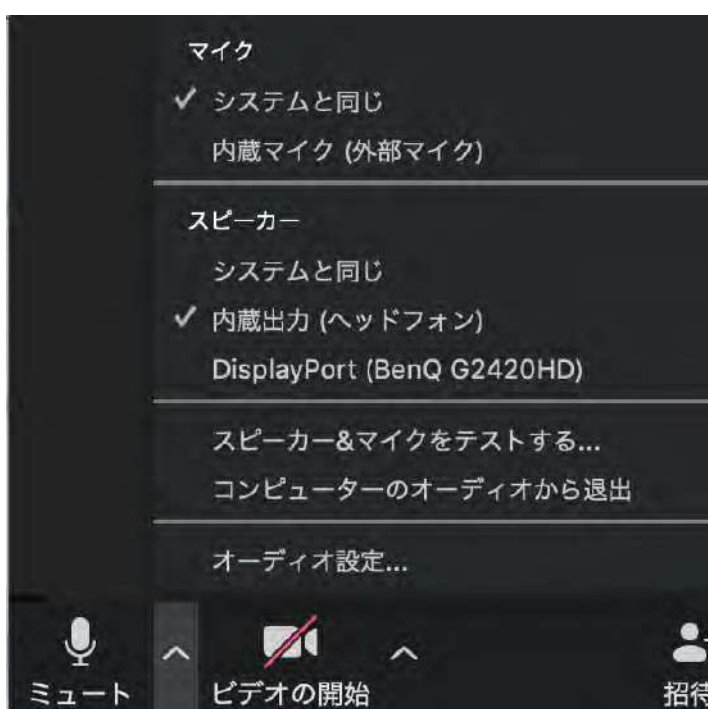 マイク
システムと同じ
内蔵マイク (外部マイク)
スピーカー
システムと同じ
内蔵出力 (ヘッドフォン)
DisplayPort (BenQ G2420HD)
スピーカー&マイクをテストする...
コンピューターのオーディオから退出
オーディオ設定...
ミュート ビデオの開始 招待